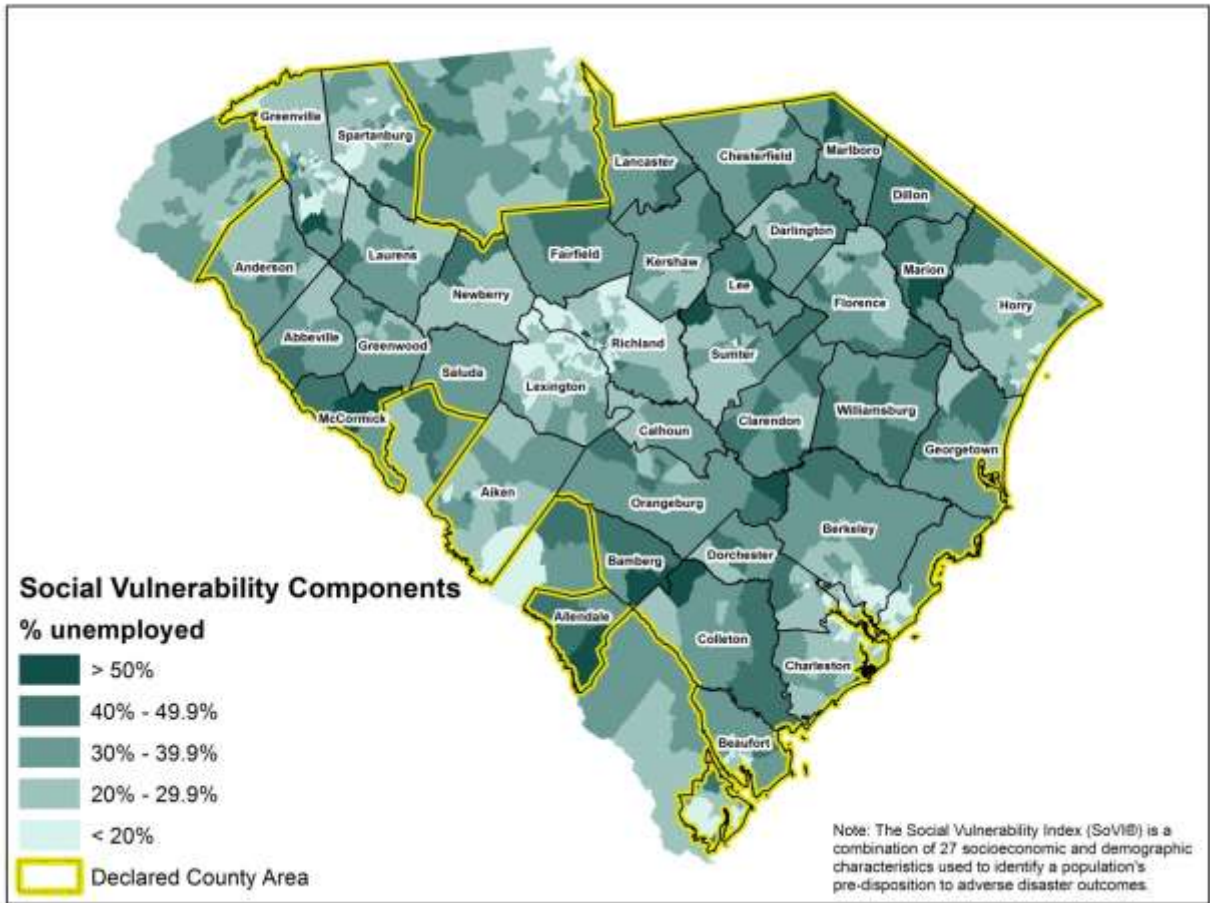 Greenville
Spartanburg
Lancaster
Chesterfield
Marlboro
Dillon
Darlington
Laurens
Fairfield
Kershaw
Anderson
Newberry
Lee
Marion
Florence
Horry
Abbeville
Greenwood
Richland
Sumter
Saluda
Lexington
McCormick
Clarendon
Williamsburg
Calhoun
Georgetown
Aiken
Orangeburg
Berkeley
Bamberg
Dorchester
Allendale
Colleton
Charleston
Beaufort
Social Vulnerability Components
% unemployed
> 50%
40% - 49.9%
30% - 39.9%
20% - 29.9%
< 20%
Declared County Area
Note: The Social Vulnerability Index (SoVI®) is a
combination of 27 socioeconomic and demographic
characteristics used to identify a population's
pre-disposition to adverse disaster outcomes.